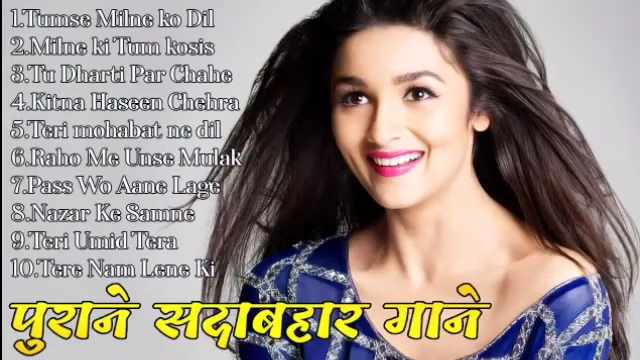 1.Tumse Milne ko Dil
2.Milne ki Tum kosis
3.Tu Dharti Par Chahe
4.Kitna Haseen Chehra
5.Teri mohabat ne dil
6.Raho Me Unse Mulak
7.Pass Wo Aane Lage
8.Nazar Ke Samne
9.Teri Umid Tera
10.Tere Nam Lene Ki
पुराने सदाबहार गाने